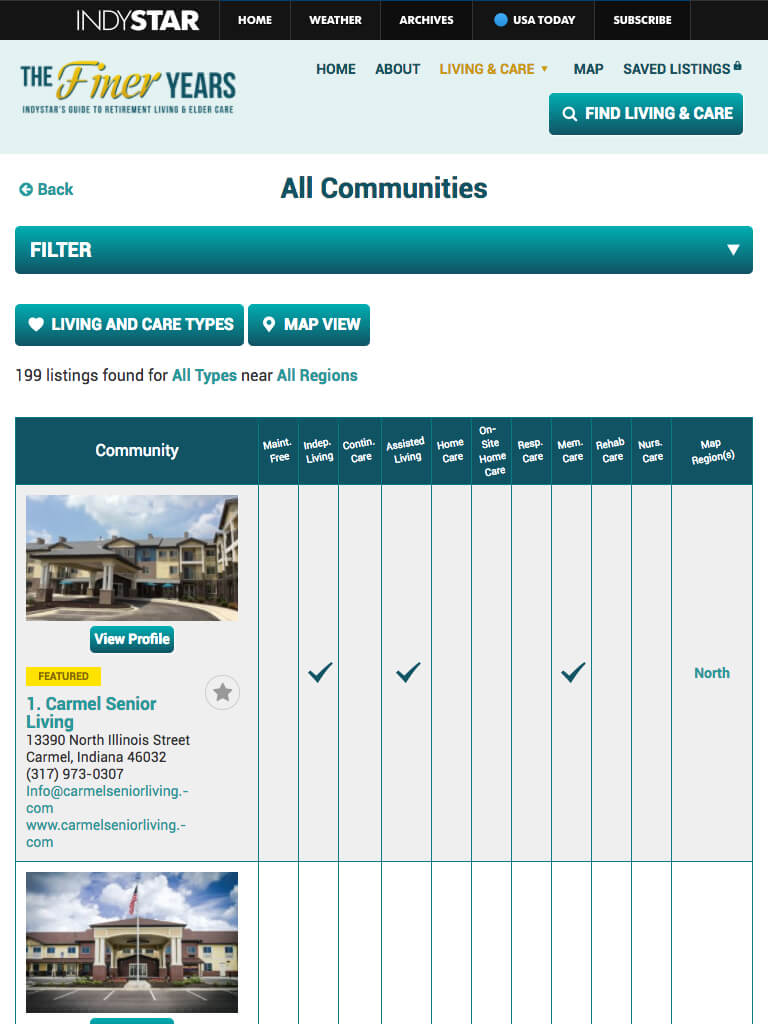 INDYSTAR HOME WEATHER ARCHIVES USA TODAY SUBSCRIBE
THE Finer YEARS
INDYSTAR'S GUIDE TO RETIREMENT LIVING & ELDER CARE
HOME ABOUT LIVING & CARE ▼ MAP SAVED LISTINGS
FIND LIVING & CARE
Back
All Communities
FILTER ▼
LIVING AND CARE TYPES MAP VIEW
199 listings found for All Types near All Regions
Community
Maint.
Free
Indep.
Living
Contin.
Care
Assisted
Living
Home
Care
On-
Site
Home
Care
Resp.
Care
Mem.
Care
Rehab
Care
Nurs.
Care
Map
Region(s)
View Profile
FEATURED
1. Carmel Senior
Living
13390 North Illinois Street
Carmel, Indiana 46032
(317) 973-0307
Info@carmelseniorliving.-
com
www.carmelseniorliving.-
com
North